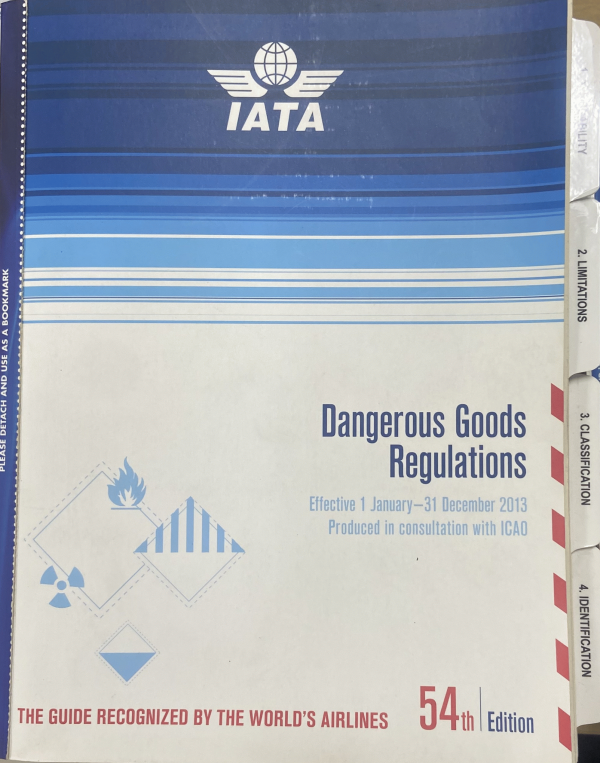 IATA
Dangerous Goods
Regulations
Effective 1 January–31 December 2013
Produced in consultation with ICAO
THE GUIDE RECOGNIZED BY THE WORLD'S AIRLINES
54th Edition
PLEASE DETACH AND USE AS A BOOKMARK
2. LIMITATIONS
3. CLASSIFICATION
4. IDENTIFICATION